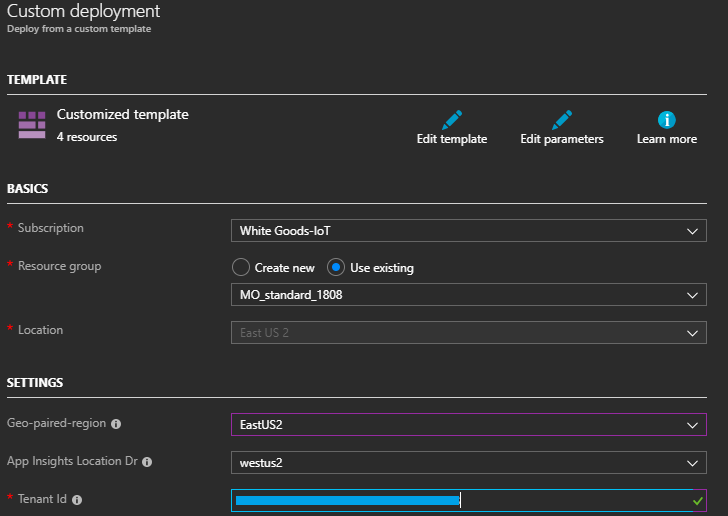 Custom deployment
Deploy from a custom template
TEMPLATE
Customized template
4 resources
Edit template
Edit parameters
Learn more
BASICS
* Subscription
White Goods-IoT
* Resource group
Create new
Use existing
MO_standard_1808
* Location
East US 2
SETTINGS
Geo-paired-region
EastUS2
App Insights Location Dr
westus2
* Tenant Id